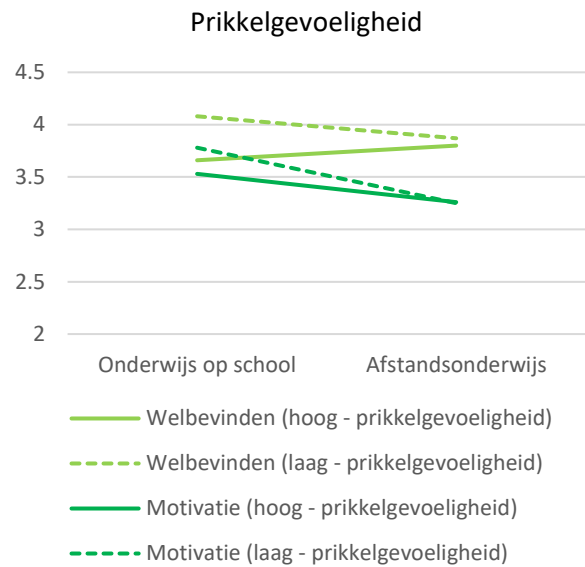 Prikkelgevoeligheid
4.5
4
3.5
3
2.5
2
Onderwijs op school Afstandsonderwijs
Welbevinden (hoog - prikkelgevoeligheid)
Welbevinden (laag - prikkelgevoeligheid)
Motivatie (hoog - prikkelgevoeligheid)
Motivatie (laag - prikkelgevoeligheid)